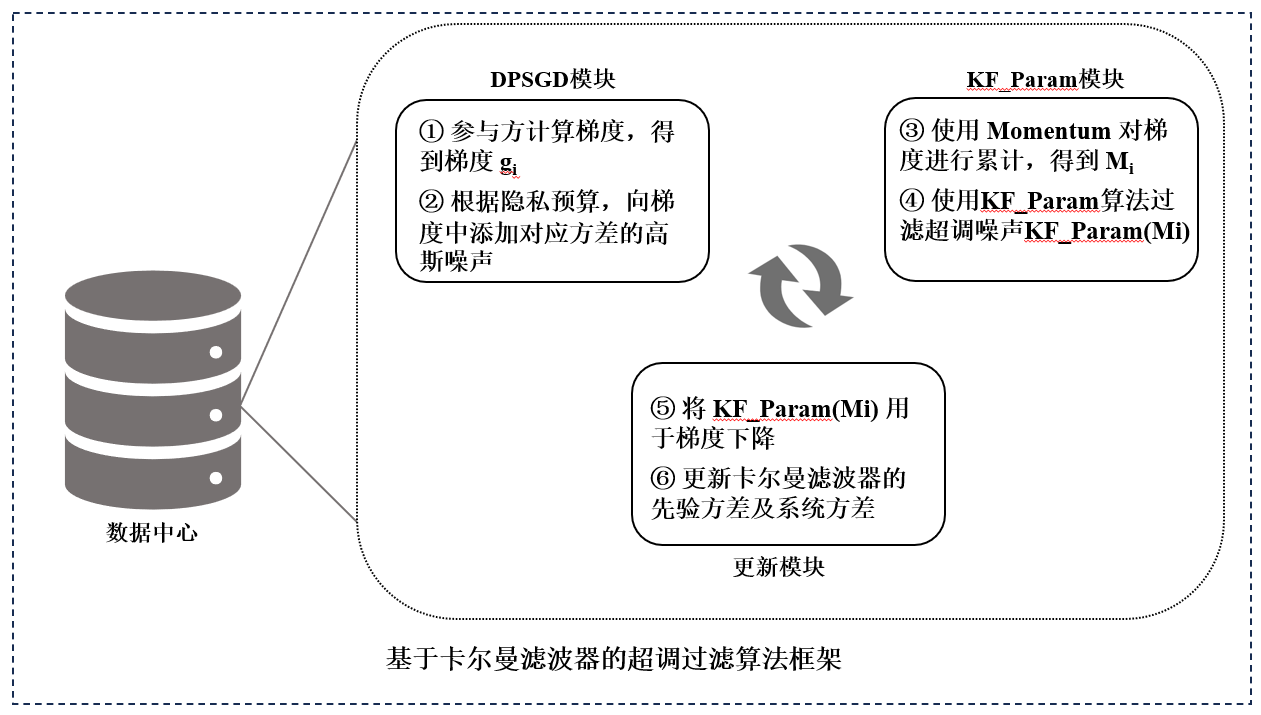 DPSGD模块
① 参与方计算梯度，得
到梯度 gi
② 根据隐私预算，向梯
度中添加对应方差的高
斯噪声
KF_Param模块
③ 使用 Momentum 对梯
度进行累计，得到 Mi
④ 使用KF_Param算法过
滤超调噪声KF_Param(Mi)
⑤ 将 KF_Param(Mi) 用
于梯度下降
⑥ 更新卡尔曼滤波器的
先验方差及系统方差
更新模块
数据中心
基于卡尔曼滤波器的超调过滤算法框架